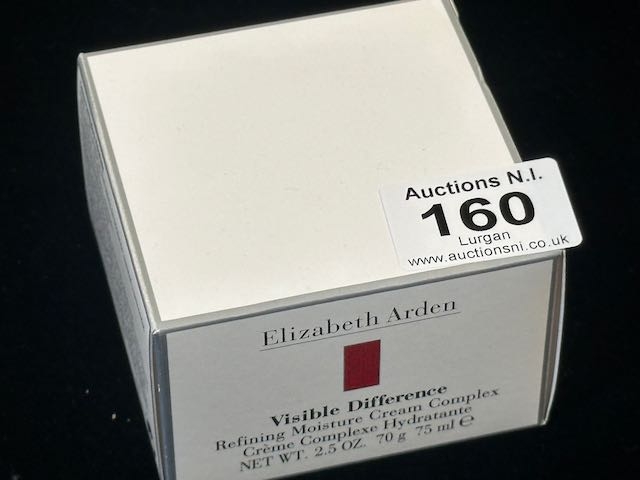 Auctions N.I.
160
Lurgan
www.auctionsni.co.uk
Elizabeth Arden
Visible Difference
Refining Moisture Cream Complex
Crème Complexe Hydratante
NET WT. 2.5 OZ. 70 g 75 ml ℮